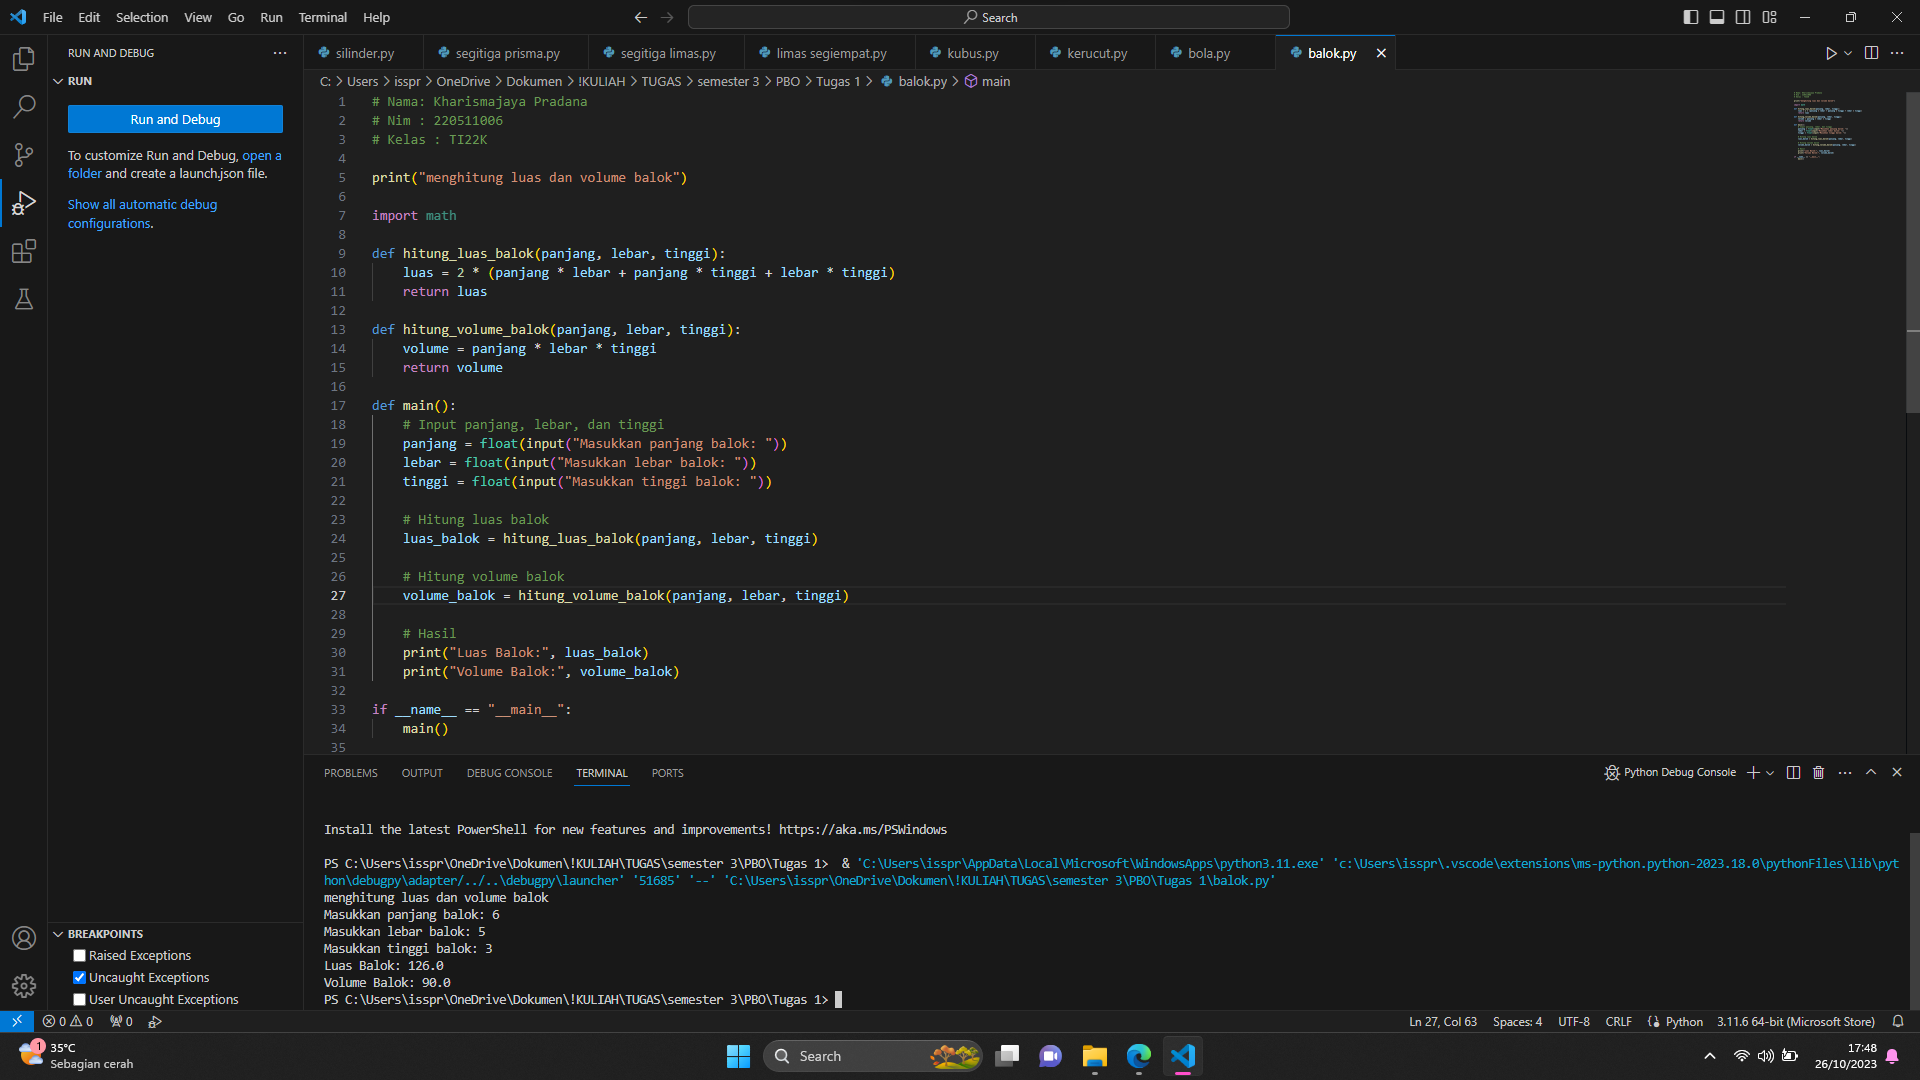 File Edit Selection View Go Run Terminal Help
Search
RUN AND DEBUG
RUN
Run and Debug
To customize Run and Debug, open a
folder and create a launch.json file.
Show all automatic debug
configurations.
silinder.py segitiga prisma.py segitiga limas.py limas segiempat.py kubus.py kerucut.py bola.py balok.py
C: > Users > isspr > OneDrive > Dokumen > !KULIAH > TUGAS > semester 3 > PBO > Tugas 1 > balok.py > main
1 # Nama: Kharismajaya Pradana
2 # Nim : 220511006
3 # Kelas : TI22K
4
5 print("menghitung luas dan volume balok")
6
7 import math
8
9 def hitung_luas_balok(panjang, lebar, tinggi):
10 luas = 2 * (panjang * lebar + panjang * tinggi + lebar * tinggi)
11 return luas
12
13 def hitung_volume_balok(panjang, lebar, tinggi):
14 volume = panjang * lebar * tinggi
15 return volume
16
17 def main():
18 # Input panjang, lebar, dan tinggi
19 panjang = float(input("Masukkan panjang balok: "))
20 lebar = float(input("Masukkan lebar balok: "))
21 tinggi = float(input("Masukkan tinggi balok: "))
22
23 # Hitung luas balok
24 luas_balok = hitung_luas_balok(panjang, lebar, tinggi)
25
26 # Hitung volume balok
27 volume_balok = hitung_volume_balok(panjang, lebar, tinggi)
28
29 # Hasil
30 print("Luas Balok:", luas_balok)
31 print("Volume Balok:", volume_balok)
32
33 if __name__ == "__main__":
34 main()
35
PROBLEMS OUTPUT DEBUG CONSOLE TERMINAL PORTS
Python Debug Console
Install the latest PowerShell for new features and improvements! https://aka.ms/PSWindows
PS C:\Users\isspr\OneDrive\Dokumen\!KULIAH\TUGAS\semester 3\PBO\Tugas 1> & 'C:\Users\isspr\AppData\Local\Microsoft\WindowsApps\python3.11.exe' 'c:\Users\isspr\.vscode\extensions\ms-python.python-2023.18.0\pythonFiles\lib\pyt
hon\debugpy\adapter/../..\debugpy\launcher' '51685' '--' 'C:\Users\isspr\OneDrive\Dokumen\!KULIAH\TUGAS\semester 3\PBO\Tugas 1\balok.py'
menghitung luas dan volume balok
Masukkan panjang balok: 6
Masukkan lebar balok: 5
Masukkan tinggi balok: 3
Luas Balok: 126.0
Volume Balok: 90.0
PS C:\Users\isspr\OneDrive\Dokumen\!KULIAH\TUGAS\semester 3\PBO\Tugas 1>
BREAKPOINTS
Raised Exceptions
Uncaught Exceptions
User Uncaught Exceptions
0 0 0
Ln 27, Col 63 Spaces: 4 UTF-8 CRLF Python 3.11.6 64-bit (Microsoft Store)
1
35°C
Sebagian cerah
Search
17:48
26/10/2023